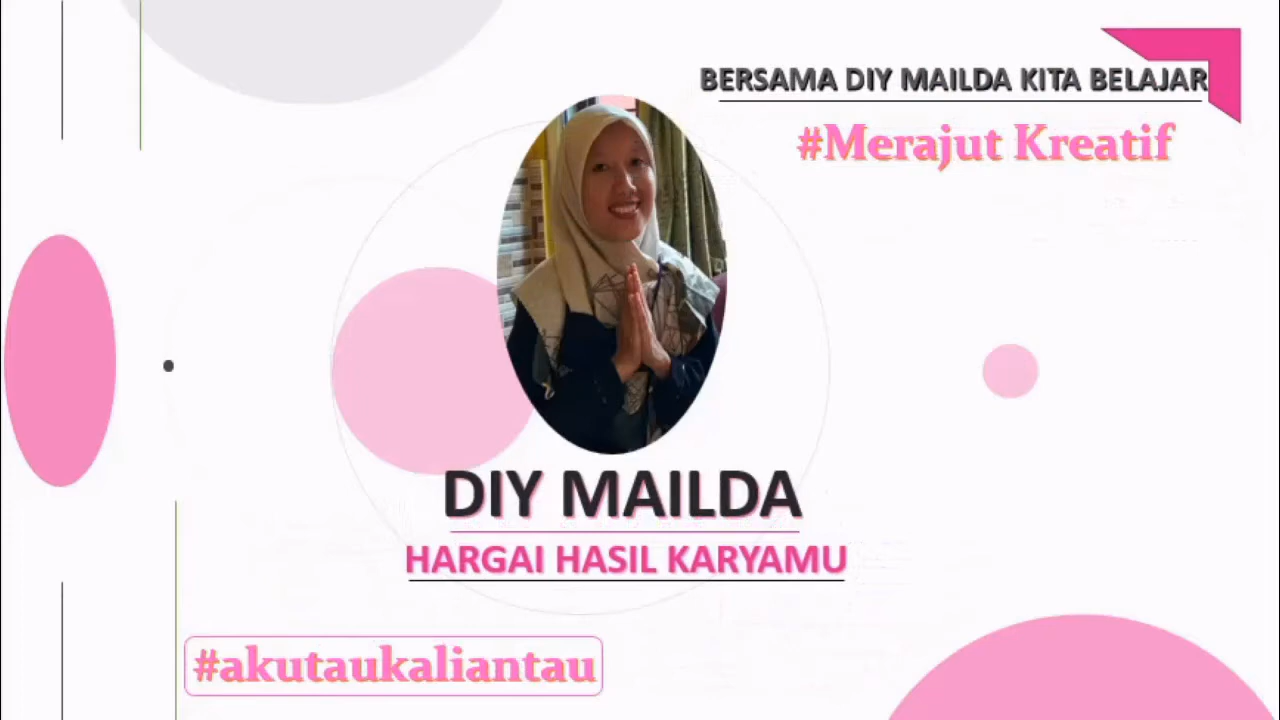 BERSAMA DIY MAILDA KITA BELAJAR
#Merajut Kreatif
DIY MAILDA
HARGAI HASIL KARYAMU
#akutaukaliantau